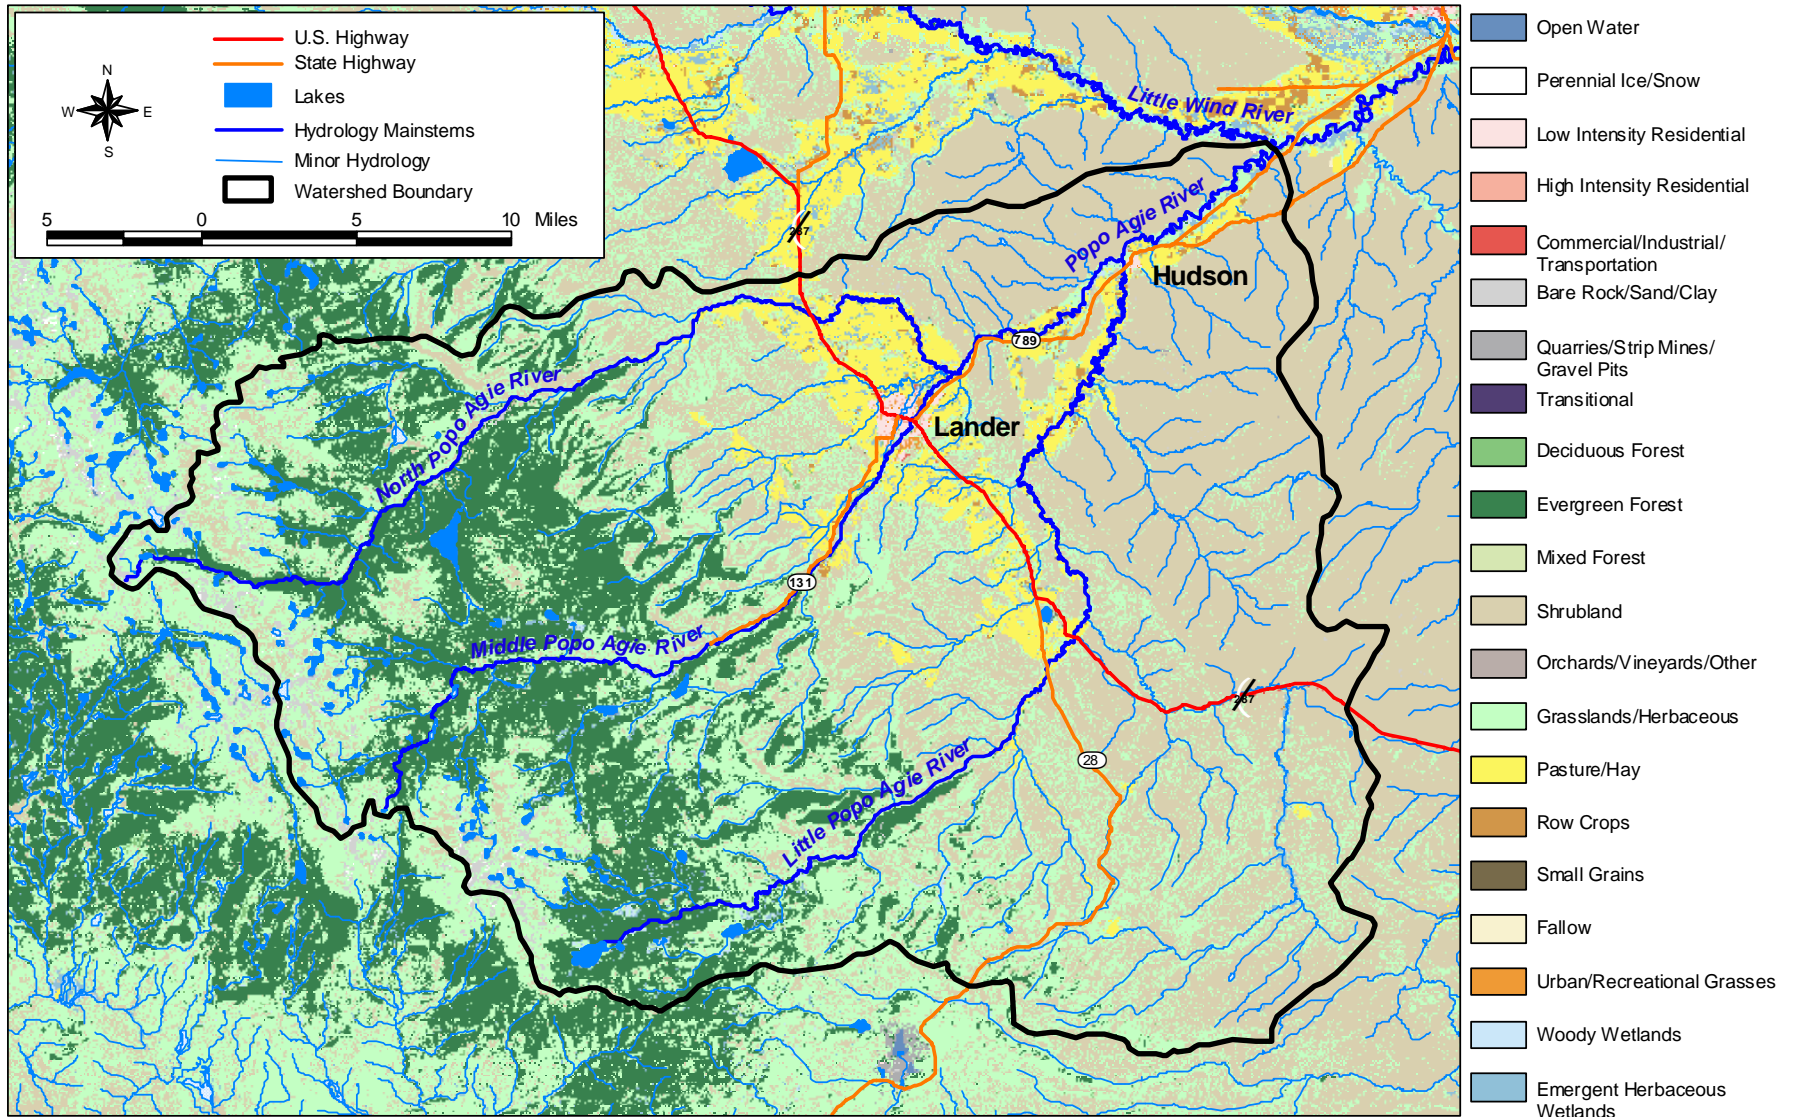 U.S. Highway
State Highway
Lakes
Hydrology Mainstems
Minor Hydrology
Watershed Boundary
N
W E
S
5 0 5 10 Miles
Little Wind River
Popo Agie River
Hudson
287
789
North Popo Agie River
Lander
131
Middle Popo Agie River
287
28
Little Popo Agie River
Open Water
Perennial Ice/Snow
Low Intensity Residential
High Intensity Residential
Commercial/Industrial/
Transportation
Bare Rock/Sand/Clay
Quarries/Strip Mines/
Gravel Pits
Transitional
Deciduous Forest
Evergreen Forest
Mixed Forest
Shrubland
Orchards/Vineyards/Other
Grasslands/Herbaceous
Pasture/Hay
Row Crops
Small Grains
Fallow
Urban/Recreational Grasses
Woody Wetlands
Emergent Herbaceous
Wetlands